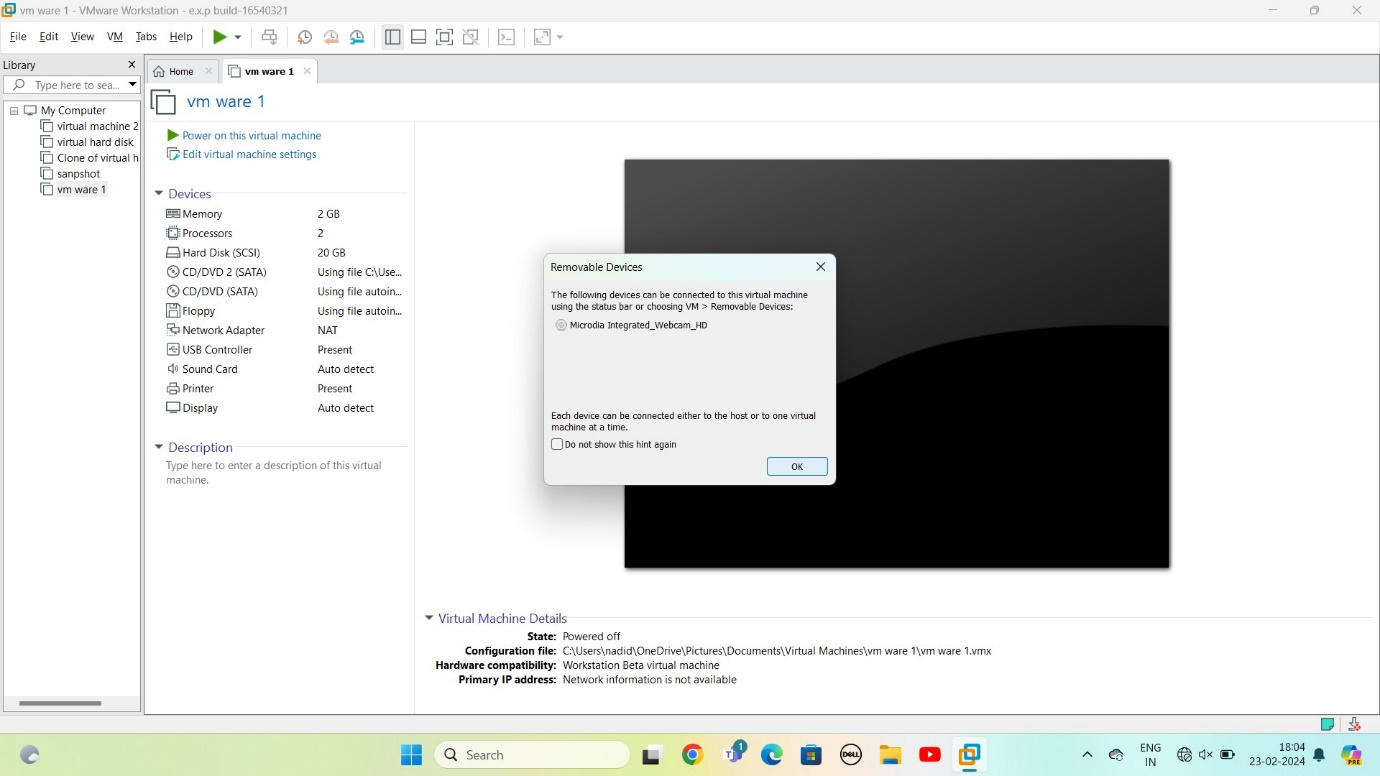 vm ware 1 - VMware Workstation - e.x.p build-16540321
File Edit View VM Tabs Help
Library
Home
vm ware 1
Type here to sea...
vm ware 1
My Computer
virtual machine 2
virtual hard disk
Clone of virtual h
sanpshot
vm ware 1
Power on this virtual machine
Edit virtual machine settings
Devices
Memory 2 GB
Processors 2
Hard Disk (SCSI) 20 GB
CD/DVD 2 (SATA) Using file C:\Use...
CD/DVD (SATA) Using file autoin...
Floppy Using file autoin...
Network Adapter NAT
USB Controller Present
Sound Card Auto detect
Printer Present
Display Auto detect
Description
Type here to enter a description of this virtual
machine.
Removable Devices
The following devices can be connected to this virtual machine
using the status bar or choosing VM > Removable Devices:
Microdia Integrated_Webcam_HD
Each device can be connected either to the host or to one virtual
machine at a time.
Do not show this hint again
OK
Virtual Machine Details
State: Powered off
Configuration file: C:\Users\nadid\OneDrive\Pictures\Documents\Virtual Machines\vm ware 1\vm ware 1.vmx
Hardware compatibility: Workstation Beta virtual machine
Primary IP address: Network information is not available
Search
1
DELL
ENG
IN
18:04
23-02-2024
PRE